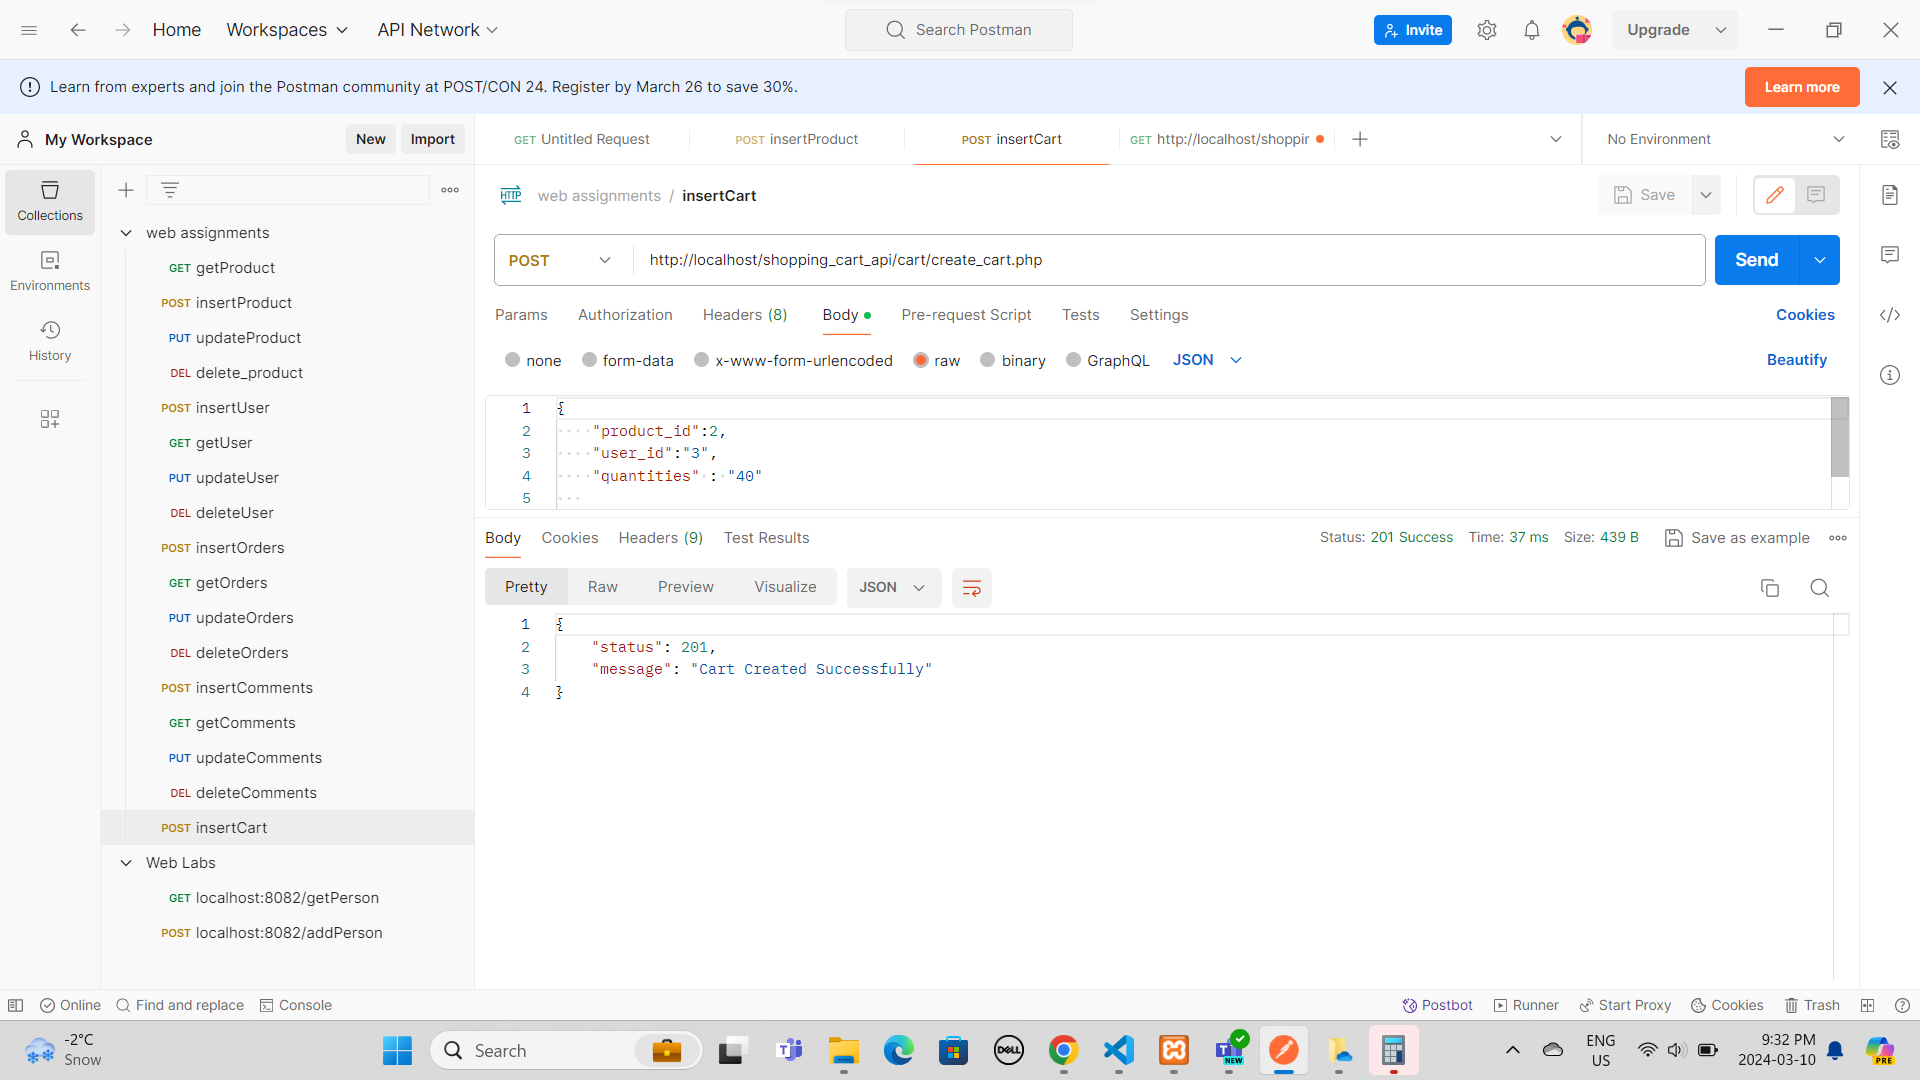 Home
Workspaces
API Network
Search Postman
Invite
Upgrade
Learn from experts and join the Postman community at POST/CON 24. Register by March 26 to save 30%.
Learn more
My Workspace
New
Import
GET Untitled Request
POST insertProduct
POST insertCart
GET http://localhost/shoppir
No Environment
Collections
Environments
History
web assignments
GET getProduct
POST insertProduct
PUT updateProduct
DEL delete_product
POST insertUser
GET getUser
PUT updateUser
DEL deleteUser
POST insertOrders
GET getOrders
PUT updateOrders
DEL deleteOrders
POST insertComments
GET getComments
PUT updateComments
DEL deleteComments
POST insertCart
Web Labs
GET localhost:8082/getPerson
POST localhost:8082/addPerson
HTTP
web assignments / insertCart
Save
POST
http://localhost/shopping_cart_api/cart/create_cart.php
Send
Params
Authorization
Headers (8)
Body
Pre-request Script
Tests
Settings
Cookies
none
form-data
x-www-form-urlencoded
raw
binary
GraphQL
JSON
Beautify
1 {
2 "product_id":2,
3 "user_id":"3",
4 "quantities" : "40"
5
Body
Cookies
Headers (9)
Test Results
Status: 201 Success
Time: 37 ms
Size: 439 B
Save as example
Pretty
Raw
Preview
Visualize
JSON
1 {
2 "status": 201,
3 "message": "Cart Created Successfully"
4 }
Online
Find and replace
Console
Postbot
Runner
Start Proxy
Cookies
Trash
-2°C
Snow
Search
DELL
NEW
ENG
US
9:32 PM
2024-03-10
PRE